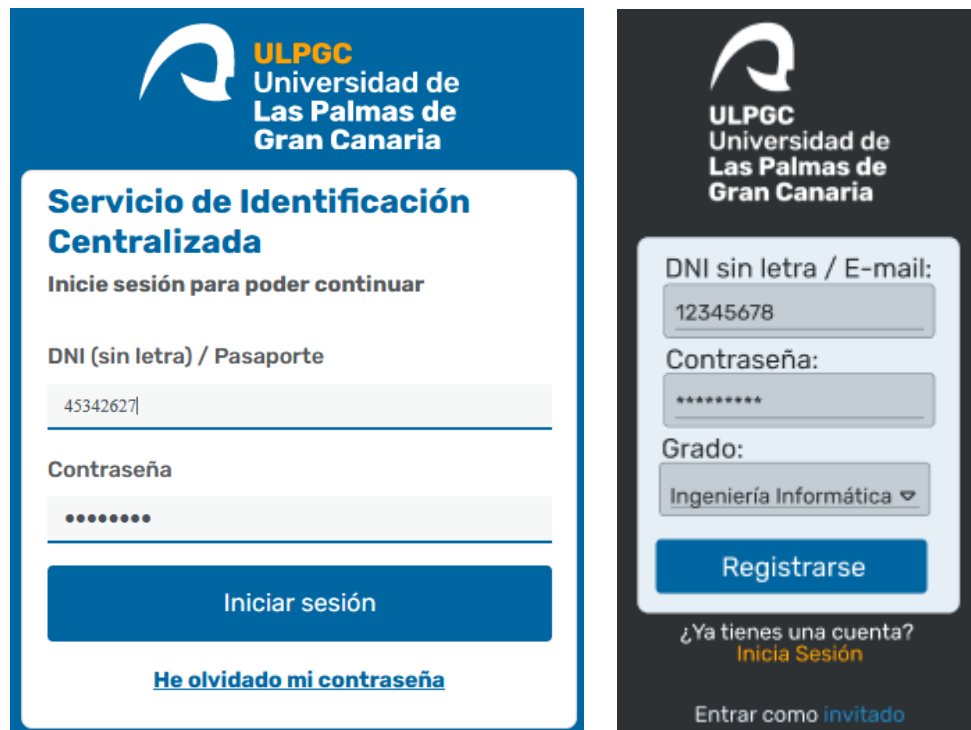 ULPGC
Universidad de
Las Palmas de
Gran Canaria
Servicio de Identificación
Centralizada
Inicie sesión para poder continuar
DNI (sin letra) / Pasaporte
45342627
Contraseña
••••••••
Iniciar sesión
He olvidado mi contraseña
ULPGC
Universidad de
Las Palmas de
Gran Canaria
DNI sin letra / E-mail:
12345678
Contraseña:
*********
Grado:
Ingeniería Informática
Registrarse
¿Ya tienes una cuenta?
Inicia Sesión
Entrar como invitado